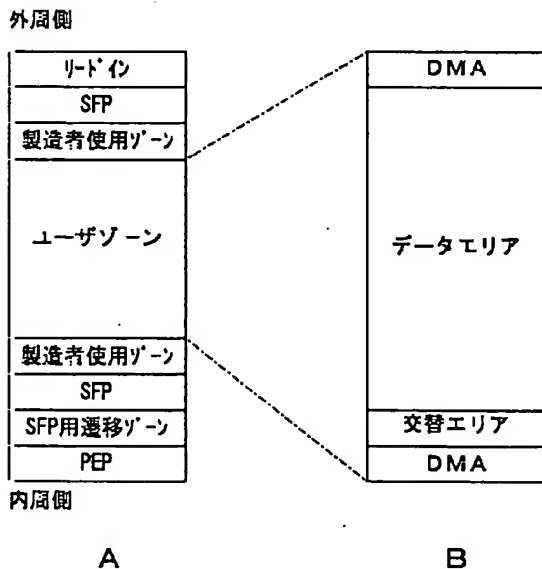 外周側
リードイン
SFP
製造者使用ゾーン
ユーザゾーン
製造者使用ゾーン
SFP
SFP用遷移ゾーン
PEP
内周側
A
DMA
データエリア
交替エリア
DMA
B